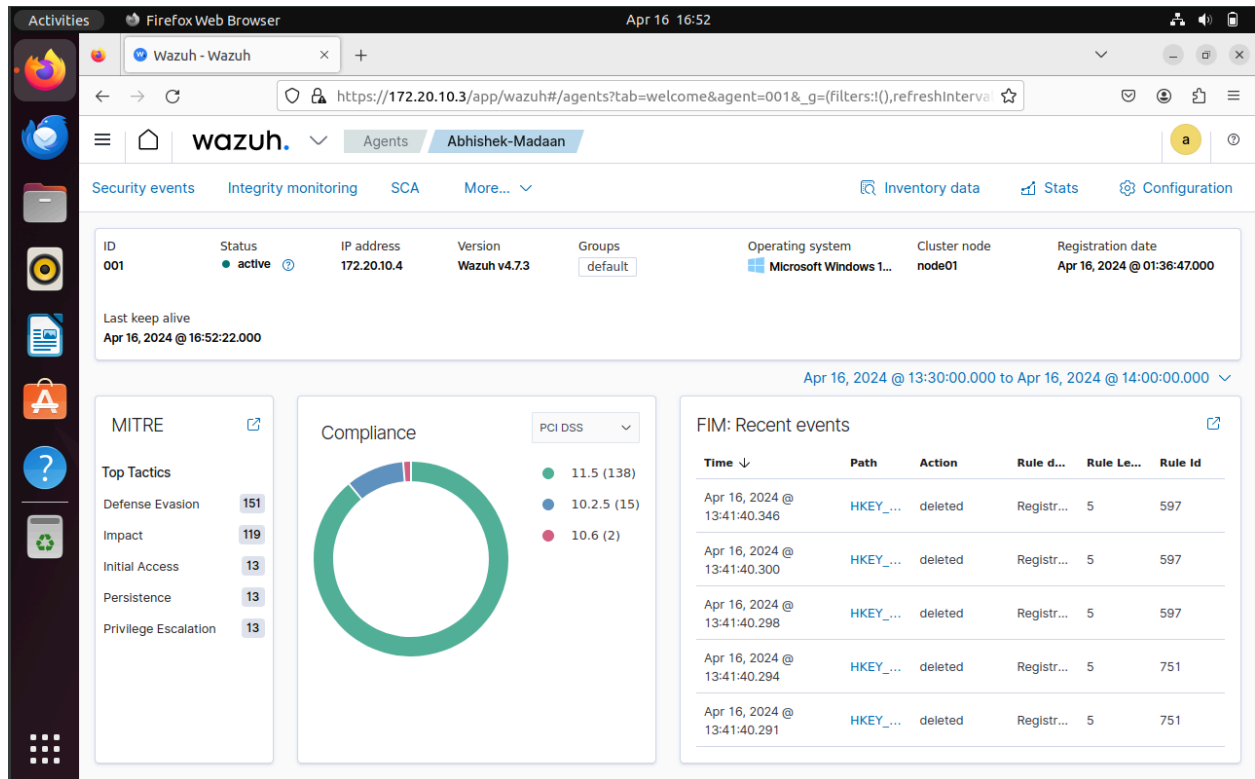 Activities Firefox Web Browser Apr 16 16:52
Wazuh - Wazuh
https://172.20.10.3/app/wazuh#/agents?tab=welcome&agent=001&_g=(filters:!(),refreshInterva
wazuh. Agents Abhishek-Madaan a
Security events Integrity monitoring SCA More... Inventory data Stats Configuration
ID Status IP address Version Groups Operating system Cluster node Registration date
001 active 172.20.10.4 Wazuh v4.7.3 default Microsoft Windows 1... node01 Apr 16, 2024 @ 01:36:47.000
Last keep alive
Apr 16, 2024 @ 16:52:22.000
Apr 16, 2024 @ 13:30:00.000 to Apr 16, 2024 @ 14:00:00.000
MITRE
Top Tactics
Defense Evasion 151
Impact 119
Initial Access 13
Persistence 13
Privilege Escalation 13
Compliance PCI DSS
11.5 (138)
10.2.5 (15)
10.6 (2)
FIM: Recent events
Time Path Action Rule d... Rule Le... Rule Id
Apr 16, 2024 @
13:41:40.346 HKEY_... deleted Registr... 5 597
Apr 16, 2024 @
13:41:40.300 HKEY_... deleted Registr... 5 597
Apr 16, 2024 @
13:41:40.298 HKEY_... deleted Registr... 5 597
Apr 16, 2024 @
13:41:40.294 HKEY_... deleted Registr... 5 751
Apr 16, 2024 @
13:41:40.291 HKEY_... deleted Registr... 5 751